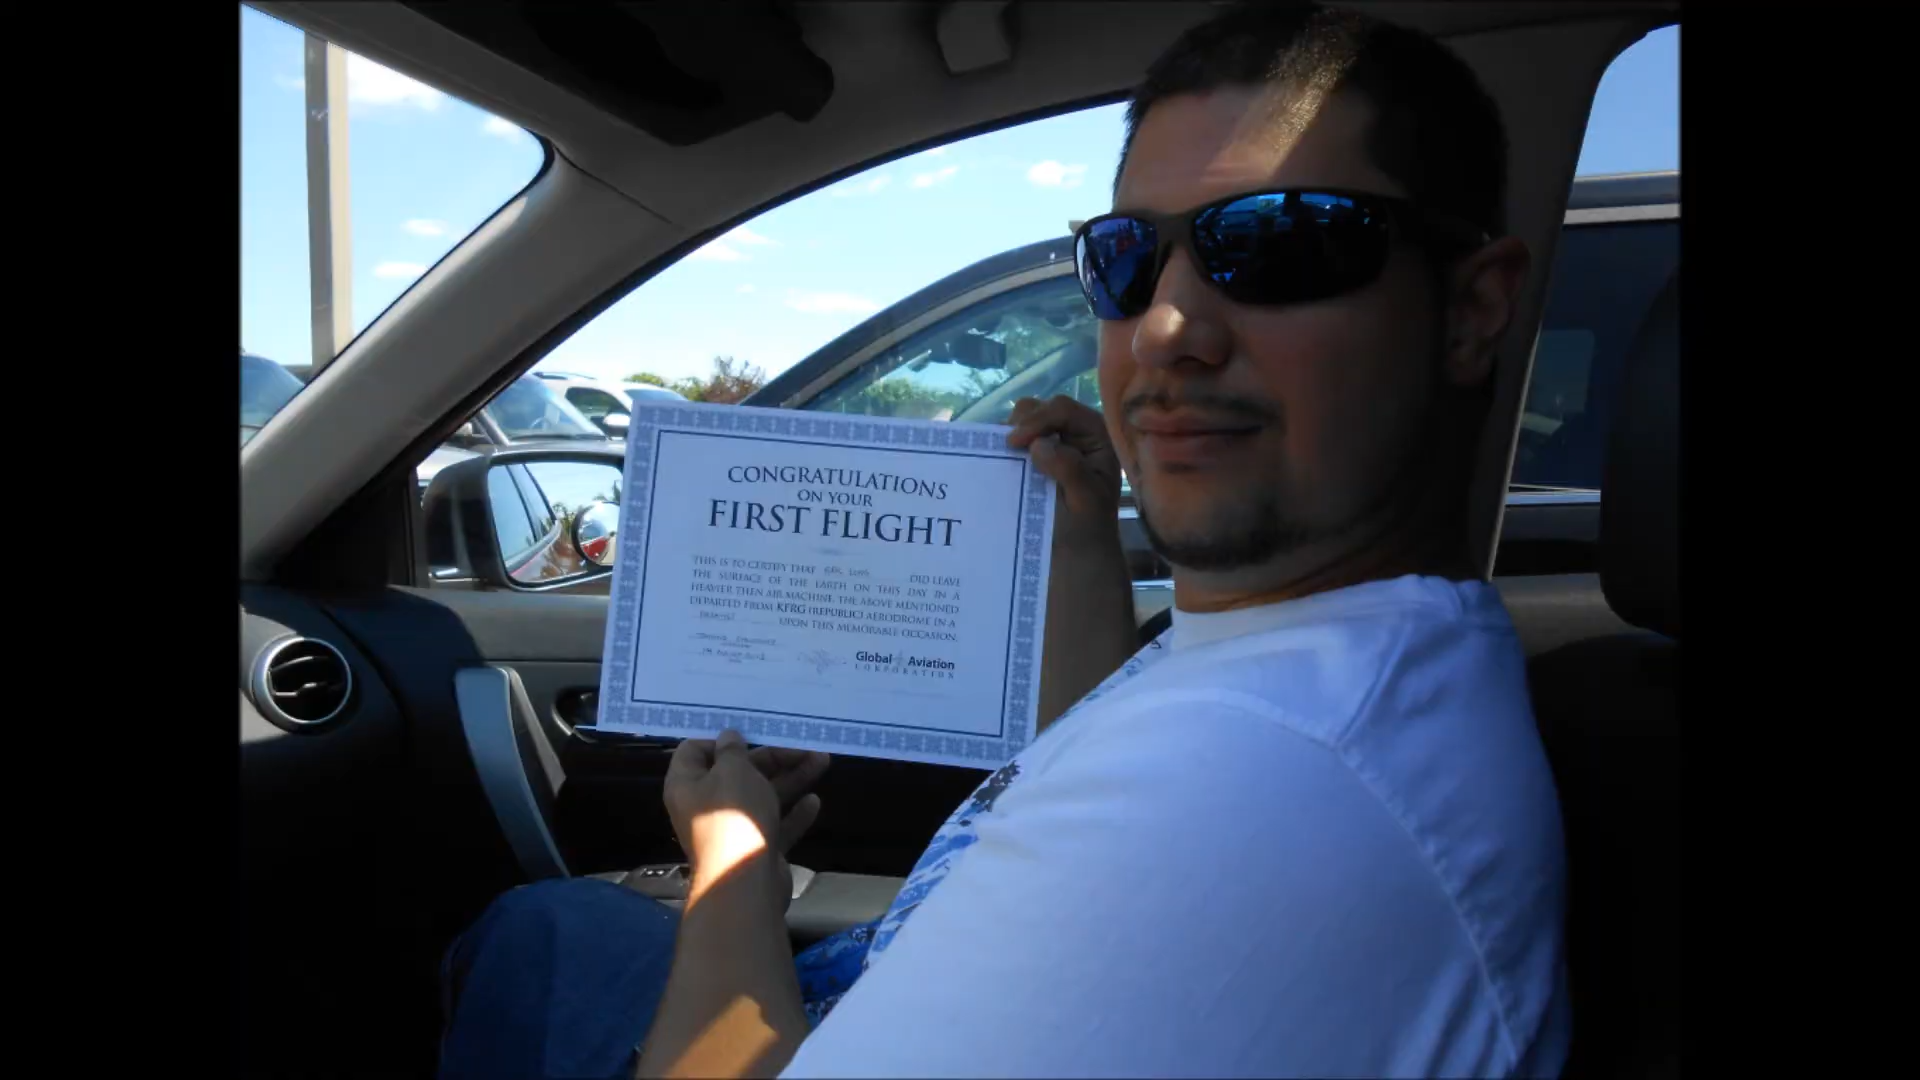 CONGRATULATIONS
ON YOUR
FIRST FLIGHT
THIS IS TO CERTIFY THAT DID LEAVE
THE SURFACE OF THE EARTH ON THIS DAY IN A
HEAVIER THEN AIR MACHINE. THE ABOVE MENTIONED
DEPARTED FROM KFRG (REPUBLIC) AERODROME IN A
UPON THIS MEMORABLE OCCASION
Global Aviation
CORPORATION